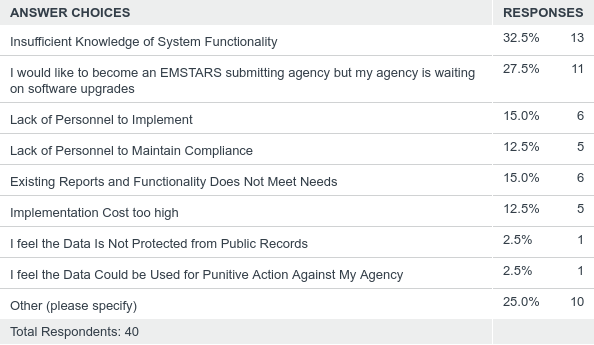 ANSWER CHOICES RESPONSES
Insufficient Knowledge of System Functionality 32.5% 13
I would like to become an EMSTARS submitting agency but my agency is waiting 27.5% 11
on software upgrades
Lack of Personnel to Implement 15.0% 6
Lack of Personnel to Maintain Compliance 12.5% 5
Existing Reports and Functionality Does Not Meet Needs 15.0% 6
Implementation Cost too high 12.5% 5
I feel the Data Is Not Protected from Public Records 2.5% 1
I feel the Data Could be Used for Punitive Action Against My Agency 2.5% 1
Other (please specify) 25.0% 10
Total Respondents: 40